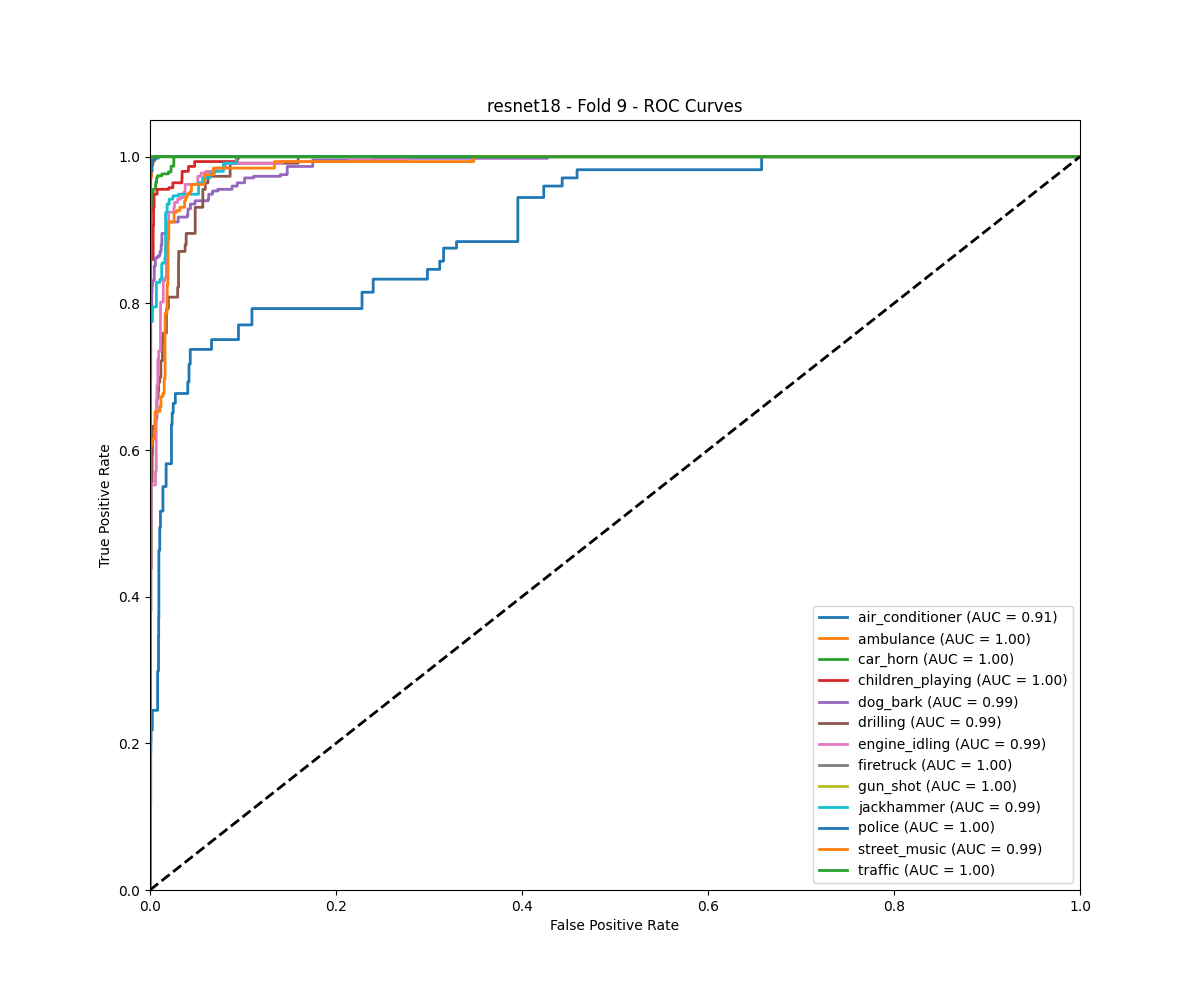 resnet18 - Fold 9 - ROC Curves
1.0
0.8
0.6
0.4
0.2
0.0
True Positive Rate
air_conditioner (AUC = 0.91)
ambulance (AUC = 1.00)
car_horn (AUC = 1.00)
children_playing (AUC = 1.00)
dog_bark (AUC = 0.99)
drilling (AUC = 0.99)
engine_idling (AUC = 0.99)
firetruck (AUC = 1.00)
gun_shot (AUC = 1.00)
jackhammer (AUC = 0.99)
police (AUC = 1.00)
street_music (AUC = 0.99)
traffic (AUC = 1.00)
0.0 0.2 0.4 0.6 0.8 1.0
False Positive Rate